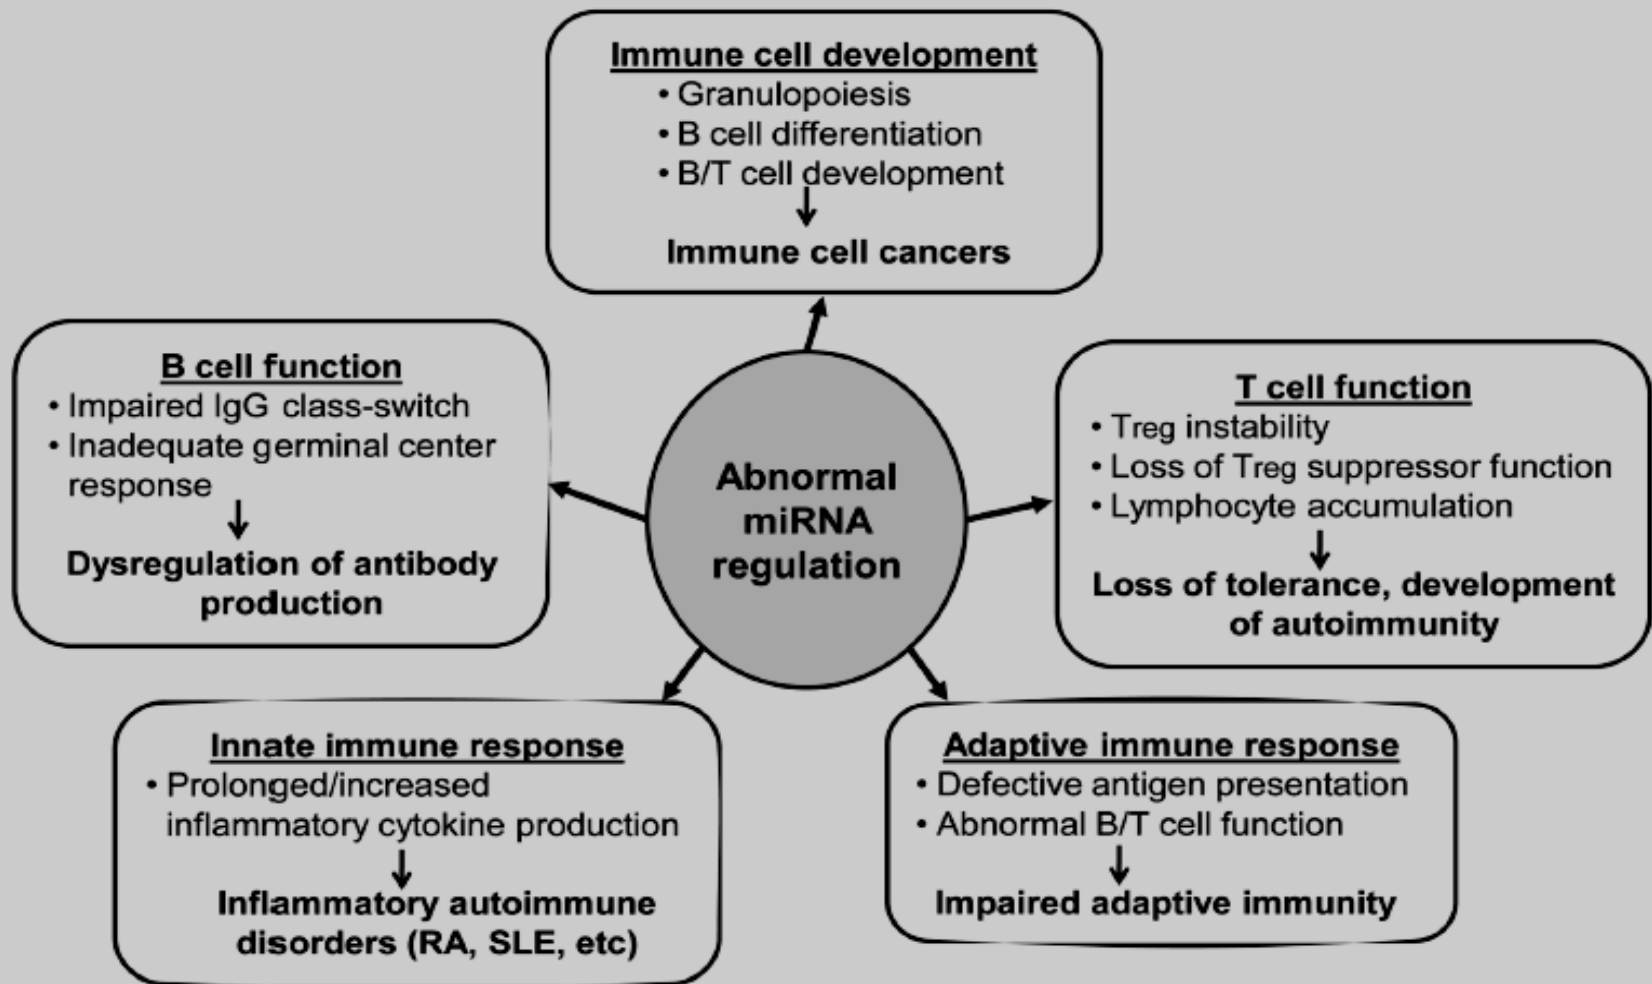 Immune cell development
• Granulopoiesis
• B cell differentiation
• B/T cell development
Immune cell cancers
B cell function
• Impaired IgG class-switch
• Inadequate germinal center
response
Dysregulation of antibody
production
Abnormal
miRNA
regulation
T cell function
• Treg instability
• Loss of Treg suppressor function
• Lymphocyte accumulation
Loss of tolerance, development
of autoimmunity
Innate immune response
• Prolonged/increased
inflammatory cytokine production
Inflammatory autoimmune
disorders (RA, SLE, etc)
Adaptive immune response
• Defective antigen presentation
• Abnormal B/T cell function
Impaired adaptive immunity